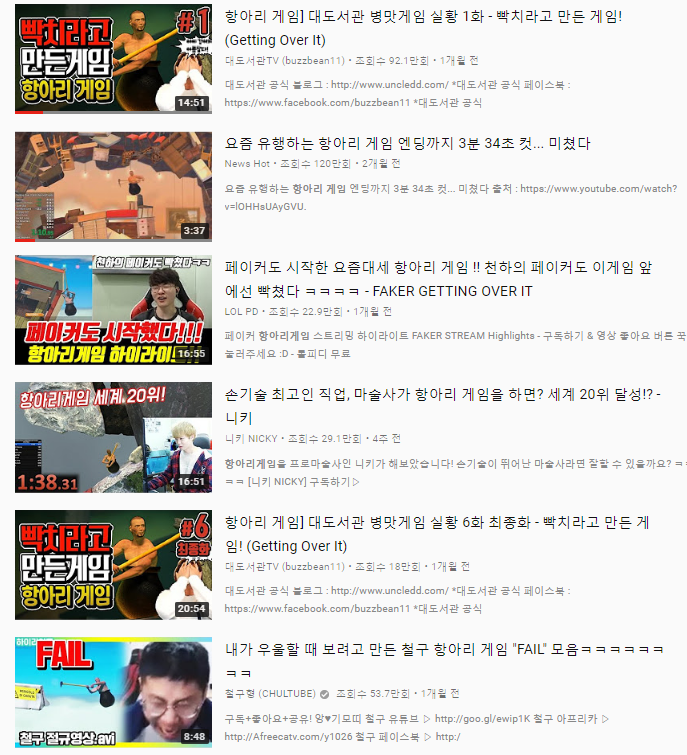 빡치라고
#1
만든게임
항아리 게임
14:51
항아리 게임] 대도서관 병맛게임 실황 1화 - 빡치라고 만든 게임!
(Getting Over It)
대도서관TV (buzzbean11) • 조회수 92.1만회 • 1개월 전
대도서관 공식 블로그 : http://www.uncledd.com/ *대도서관 공식 페이스북 :
https://www.facebook.com/buzzbean11 *대도서관 공식
3:37
요즘 유행하는 항아리 게임 엔딩까지 3분 34초 컷... 미쳤다
News Hot • 조회수 120만회 • 2개월 전
요즘 유행하는 항아리 게임 엔딩까지 3분 34초 컷... 미쳤다 출처 : https://www.youtube.com/watch?
v=lOHHsUAyGVU.
천하의 페이커도 빡쳤다ㅋㅋ
페이커도 시작했다!!!
항아리게임 하이라이
16:55
페이커도 시작한 요즘대세 항아리 게임 !! 천하의 페이커도 이게임 앞
에선 빡쳤다 ㅋㅋㅋㅋ - FAKER GETTING OVER IT
LOL PD • 조회수 22.9만회 • 1개월 전
페이커 항아리게임 스트리밍 하이라이트 FAKER STREAM Highlights - 구독하기 & 영상 좋아요 버튼 꾹
눌러주세요 :D - 롤피디 무료
항아리게임 세계 20위!
1:38.31
16:51
손기술 최고인 직업, 마술사가 항아리 게임을 하면? 세계 20위 달성!? -
니키
니키 NICKY • 조회수 29.1만회 • 4주 전
항아리게임을 프로마술사인 니키가 해보았습니다! 손기술이 뛰어난 마술사라면 잘할 수 있을까요? ㅋㅋ
ㅋㅋ [니키 NICKY] 구독하기▷
빡치라고
#6
최종화
만든게임
항아리 게임
20:54
항아리 게임] 대도서관 병맛게임 실황 6화 최종화 - 빡치라고 만든 게
임! (Getting Over It)
대도서관TV (buzzbean11) • 조회수 18만회 • 1개월 전
대도서관 공식 블로그 : http://www.uncledd.com/ *대도서관 공식 페이스북 :
https://www.facebook.com/buzzbean11 *대도서관 공식
FAIL
철구 절규영상.avi
8:48
내가 우울할 때 보려고 만든 철구 항아리 게임 "FAIL" 모음ㅋㅋㅋㅋㅋㅋ
ㅋㅋ
철구형 (CHULTUBE) 조회수 53.7만회 • 1개월 전
구독+좋아요+공유! 앙♥기모띠 철구 유튜브 ▷ http://goo.gl/ewip1K 철구 아프리카 ▷
http://Afreecatv.com/y1026 철구 페이스북 ▷ http:/